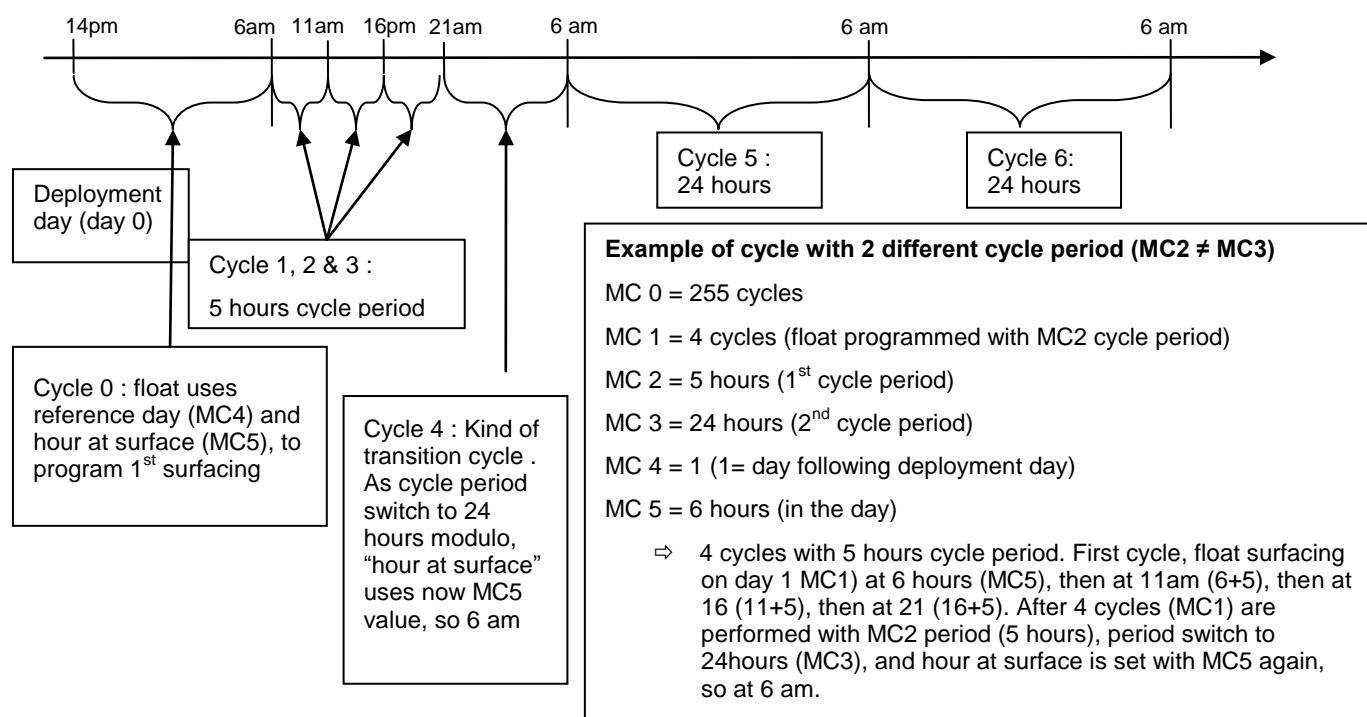 14pm 6am 11am 16pm 21am 6 am 6 am 6 am
Deployment
day (day 0)
Cycle 1, 2 & 3 :
5 hours cycle period
Cycle 5 :
24 hours
Cycle 6:
24 hours
Cycle 0 : float uses
reference day (MC4) and
hour at surface (MC5), to
program 1st surfacing
Cycle 4 : Kind of
transition cycle .
As cycle period
switch to 24
hours modulo,
“hour at surface”
uses now MC5
value, so 6 am
Example of cycle with 2 different cycle period (MC2 ≠ MC3)
MC 0 = 255 cycles
MC 1 = 4 cycles (float programmed with MC2 cycle period)
MC 2 = 5 hours (1st cycle period)
MC 3 = 24 hours (2nd cycle period)
MC 4 = 1 (1= day following deployment day)
MC 5 = 6 hours (in the day)
⇨ 4 cycles with 5 hours cycle period. First cycle, float surfacing
on day 1 MC1) at 6 hours (MC5), then at 11am (6+5), then at
16 (11+5), then at 21 (16+5). After 4 cycles (MC1) are
performed with MC2 period (5 hours), period switch to
24hours (MC3), and hour at surface is set with MC5 again,
so at 6 am.